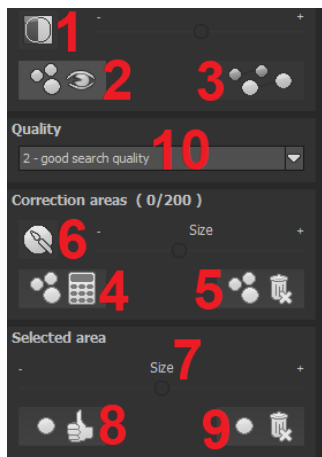 - +
1
2 3
Quality
10
2 - good search quality
Correction areas ( 0/200 )
6 - Size +
4 5
Selected area
7
- Size +
8 9